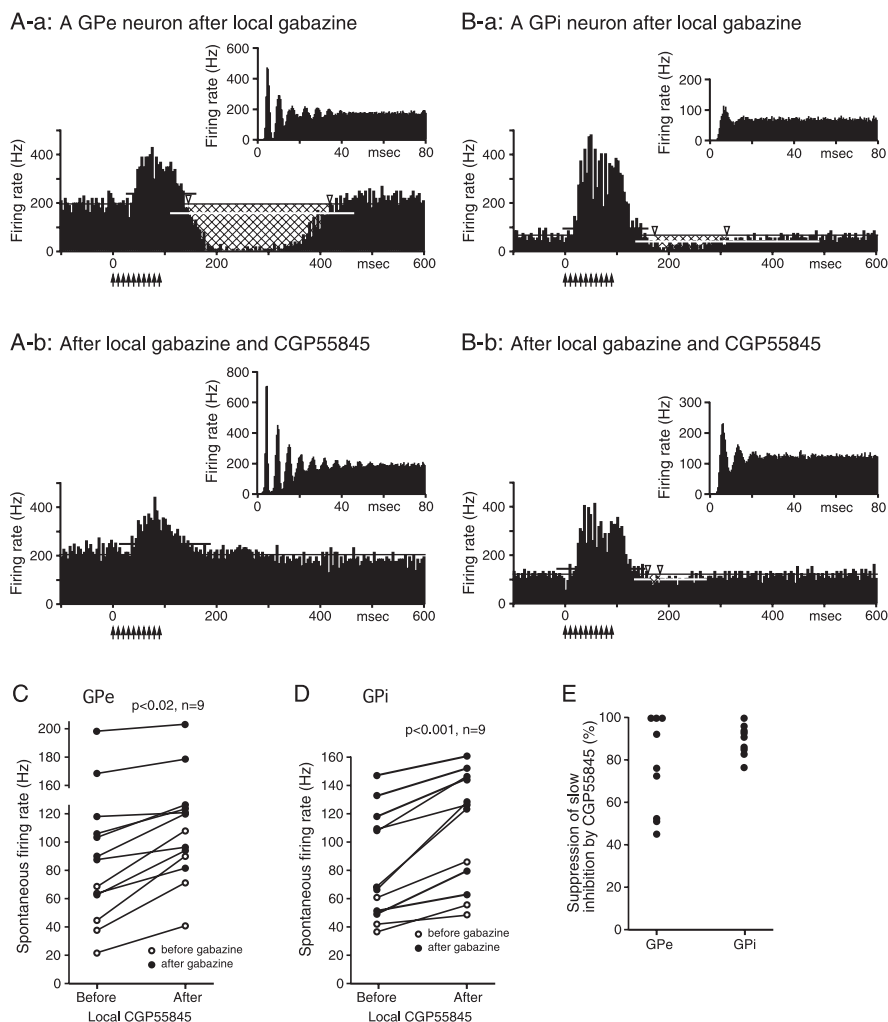 A-a: A GPe neuron after local gabazine
Firing rate (Hz)
600
400
200
0
0
40
msec
80
Firing rate (Hz)
400
200
0
0
200
400
msec
600
B-a: A GPi neuron after local gabazine
Firing rate (Hz)
200
100
0
0
40
msec
80
Firing rate (Hz)
400
200
0
0
200
400
msec
600
A-b: After local gabazine and CGP55845
Firing rate (Hz)
800
600
400
200
0
0
40
msec
80
Firing rate (Hz)
400
200
0
0
200
400
msec
600
B-b: After local gabazine and CGP55845
Firing rate (Hz)
300
200
100
0
0
40
msec
80
Firing rate (Hz)
400
200
0
0
200
400
msec
600
C GPe
p<0.02, n=9
Spontaneous firing rate (Hz)
200
180
160
120
100
80
60
40
20
0
before gabazine
after gabazine
Before After
Local CGP55845
D GPi
p<0.001, n=9
Spontaneous firing rate (Hz)
160
140
120
100
80
60
40
20
0
before gabazine
after gabazine
Before After
Local CGP55845
E
Suppression of slow
inhibition by CGP55845 (%)
100
80
60
40
20
0
GPe GPi